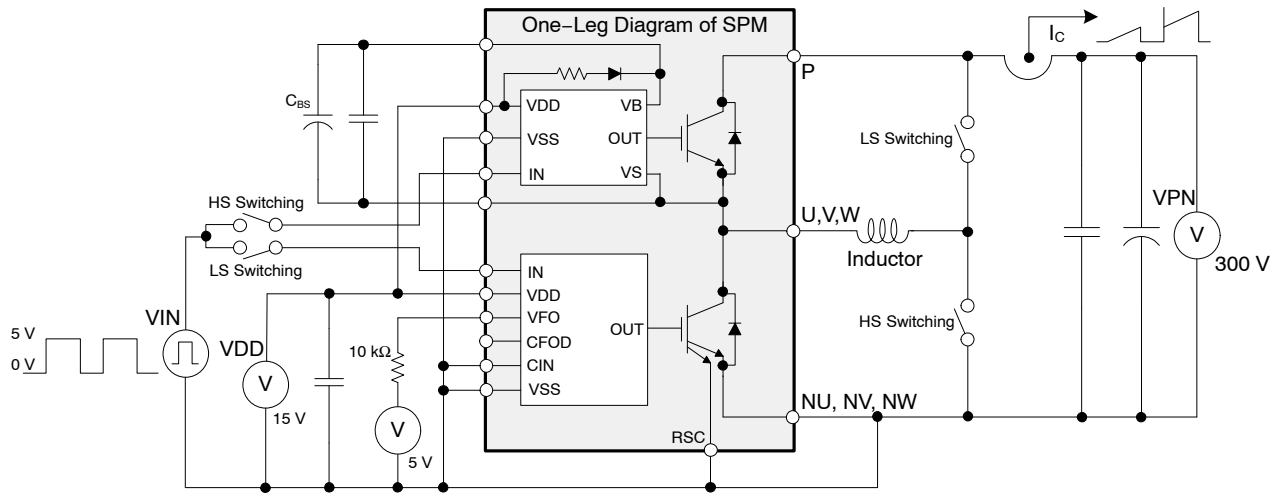 One–Leg Diagram of SPM
IC
P
CBS
VDD
VB
VSS
OUT
IN
VS
LS Switching
HS Switching
LS Switching
U,V,W
Inductor
VPN
V
300 V
IN
VDD
VFO
CFOD
CIN
VSS
OUT
HS Switching
VIN
5 V
0 V
VDD
V
15 V
10 kΩ
V
5 V
RSC
NU, NV, NW